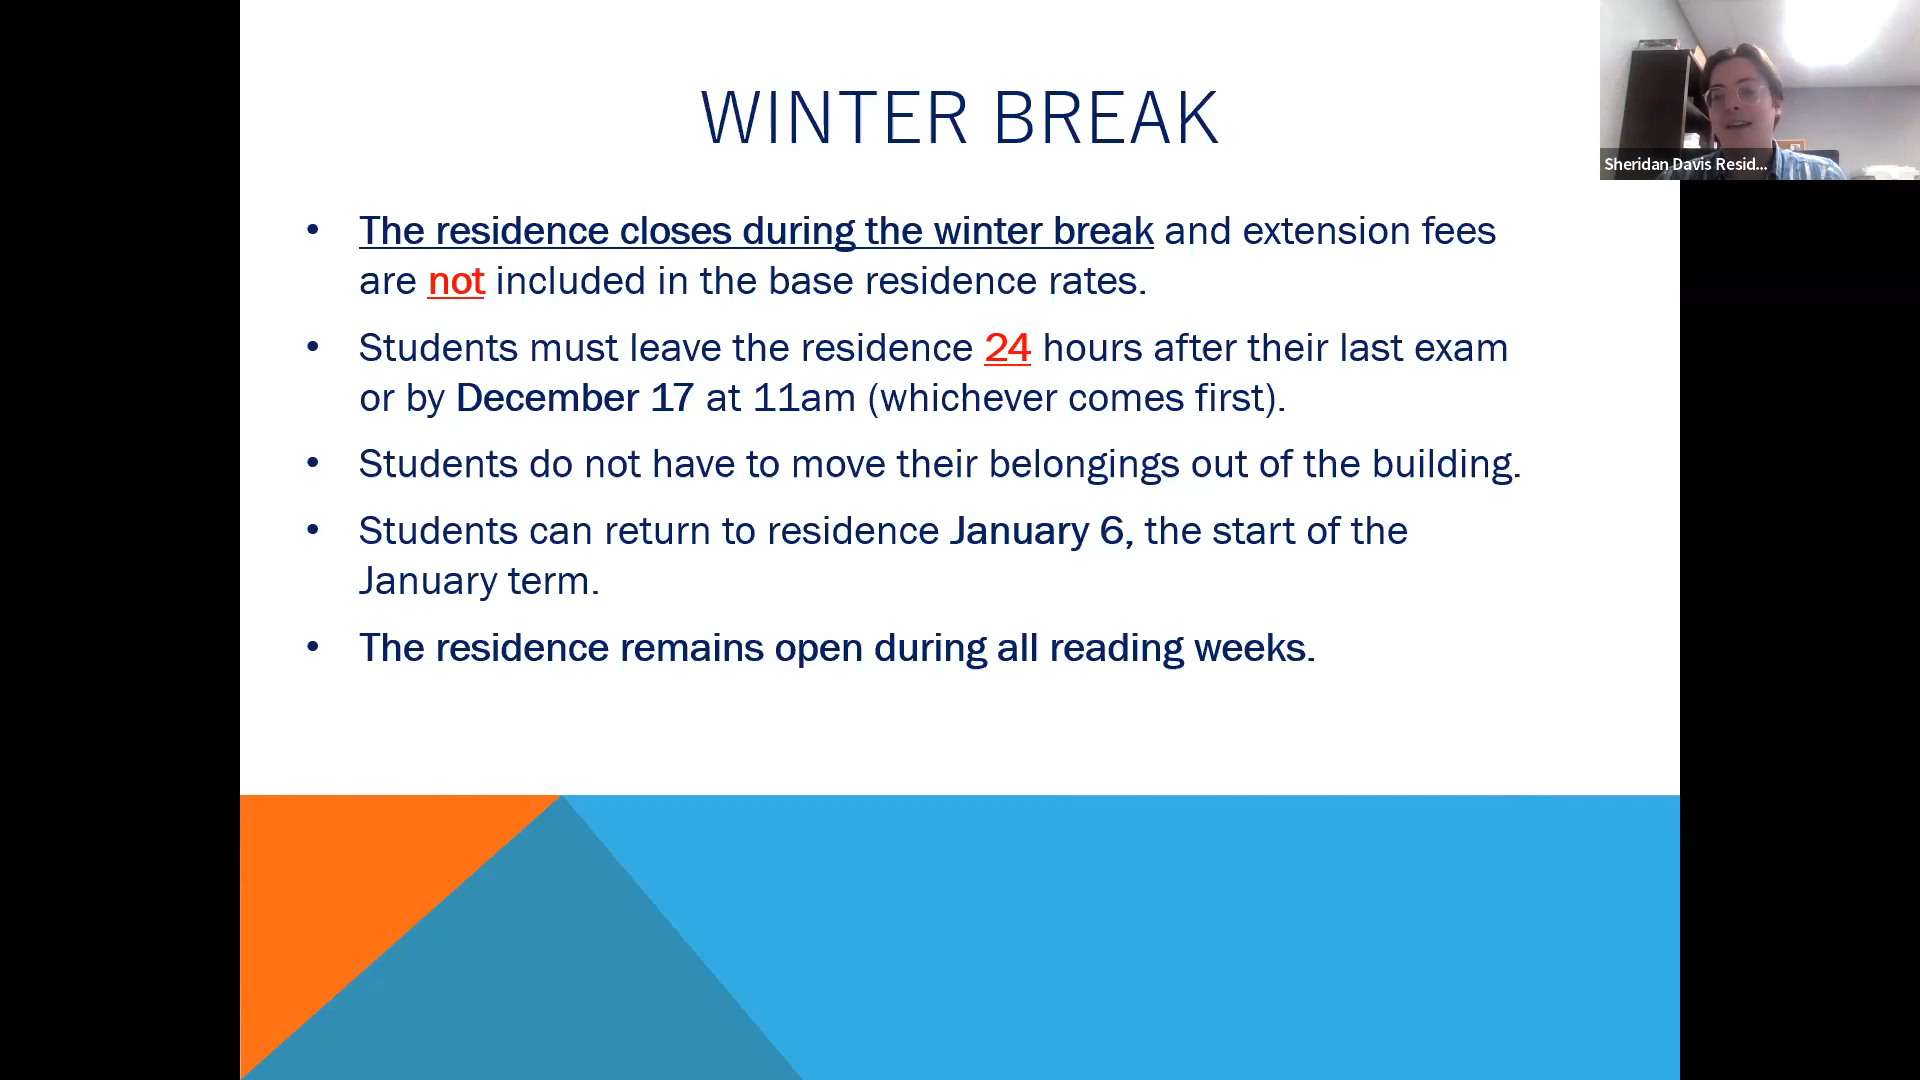 WINTER BREAK
Sheridan Davis Resid...
• The residence closes during the winter break and extension fees
are not included in the base residence rates.
• Students must leave the residence 24 hours after their last exam
or by December 17 at 11am (whichever comes first).
• Students do not have to move their belongings out of the building.
• Students can return to residence January 6, the start of the
January term.
• The residence remains open during all reading weeks.